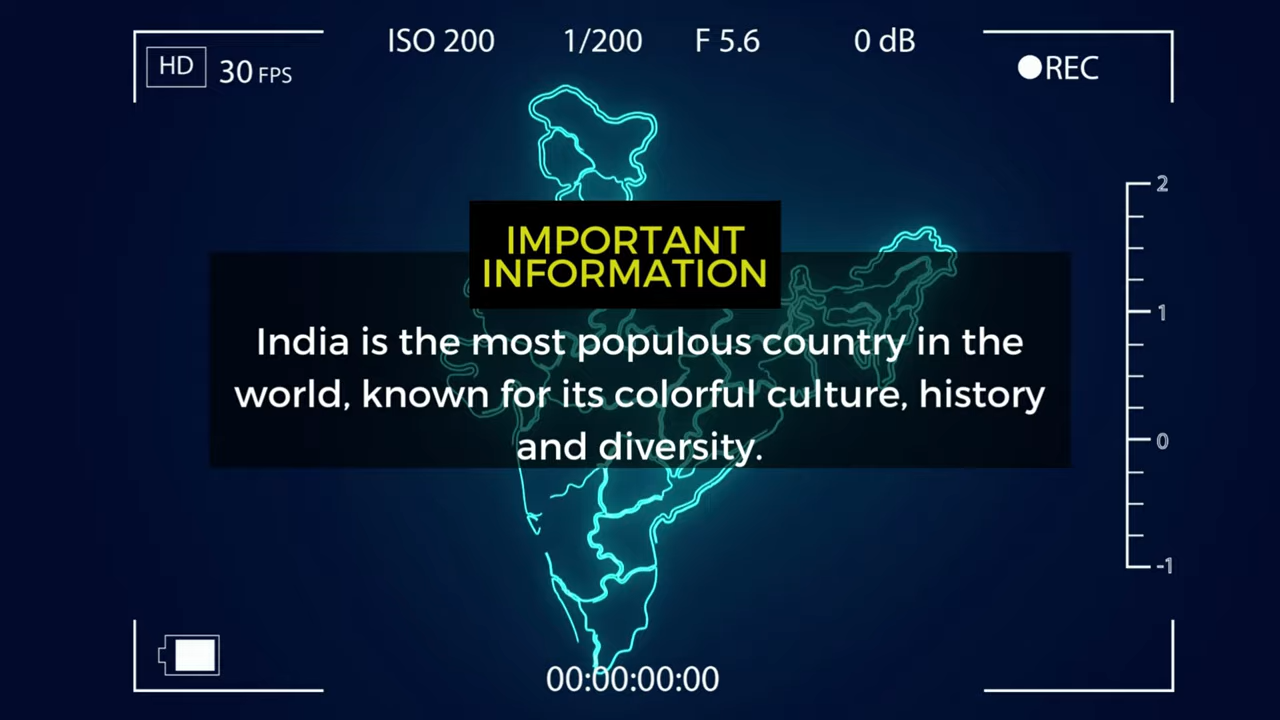 ISO 200 1/200 F 5.6 0 dB
HD 30 FPS ●REC
IMPORTANT
INFORMATION
India is the most populous country in the
world, known for its colorful culture, history
and diversity.
2
1
0
-1
00:00:00:00